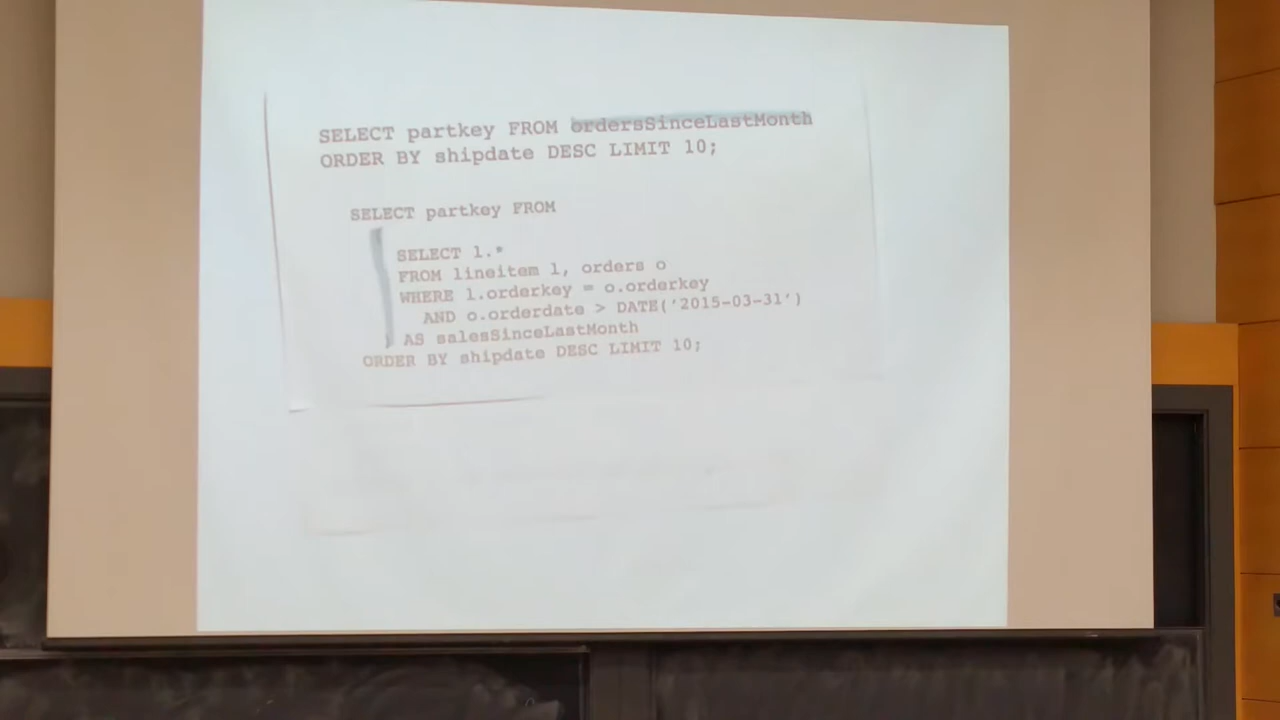 SELECT partkey FROM ordersSinceLastMonth
ORDER BY shipdate DESC LIMIT 10;
SELECT partkey FROM
SELECT l.*
FROM lineitem l, orders o
WHERE l.orderkey = o.orderkey
AND o.orderdate > DATE('2015-03-31')
) AS salesSinceLastMonth
ORDER BY shipdate DESC LIMIT 10;